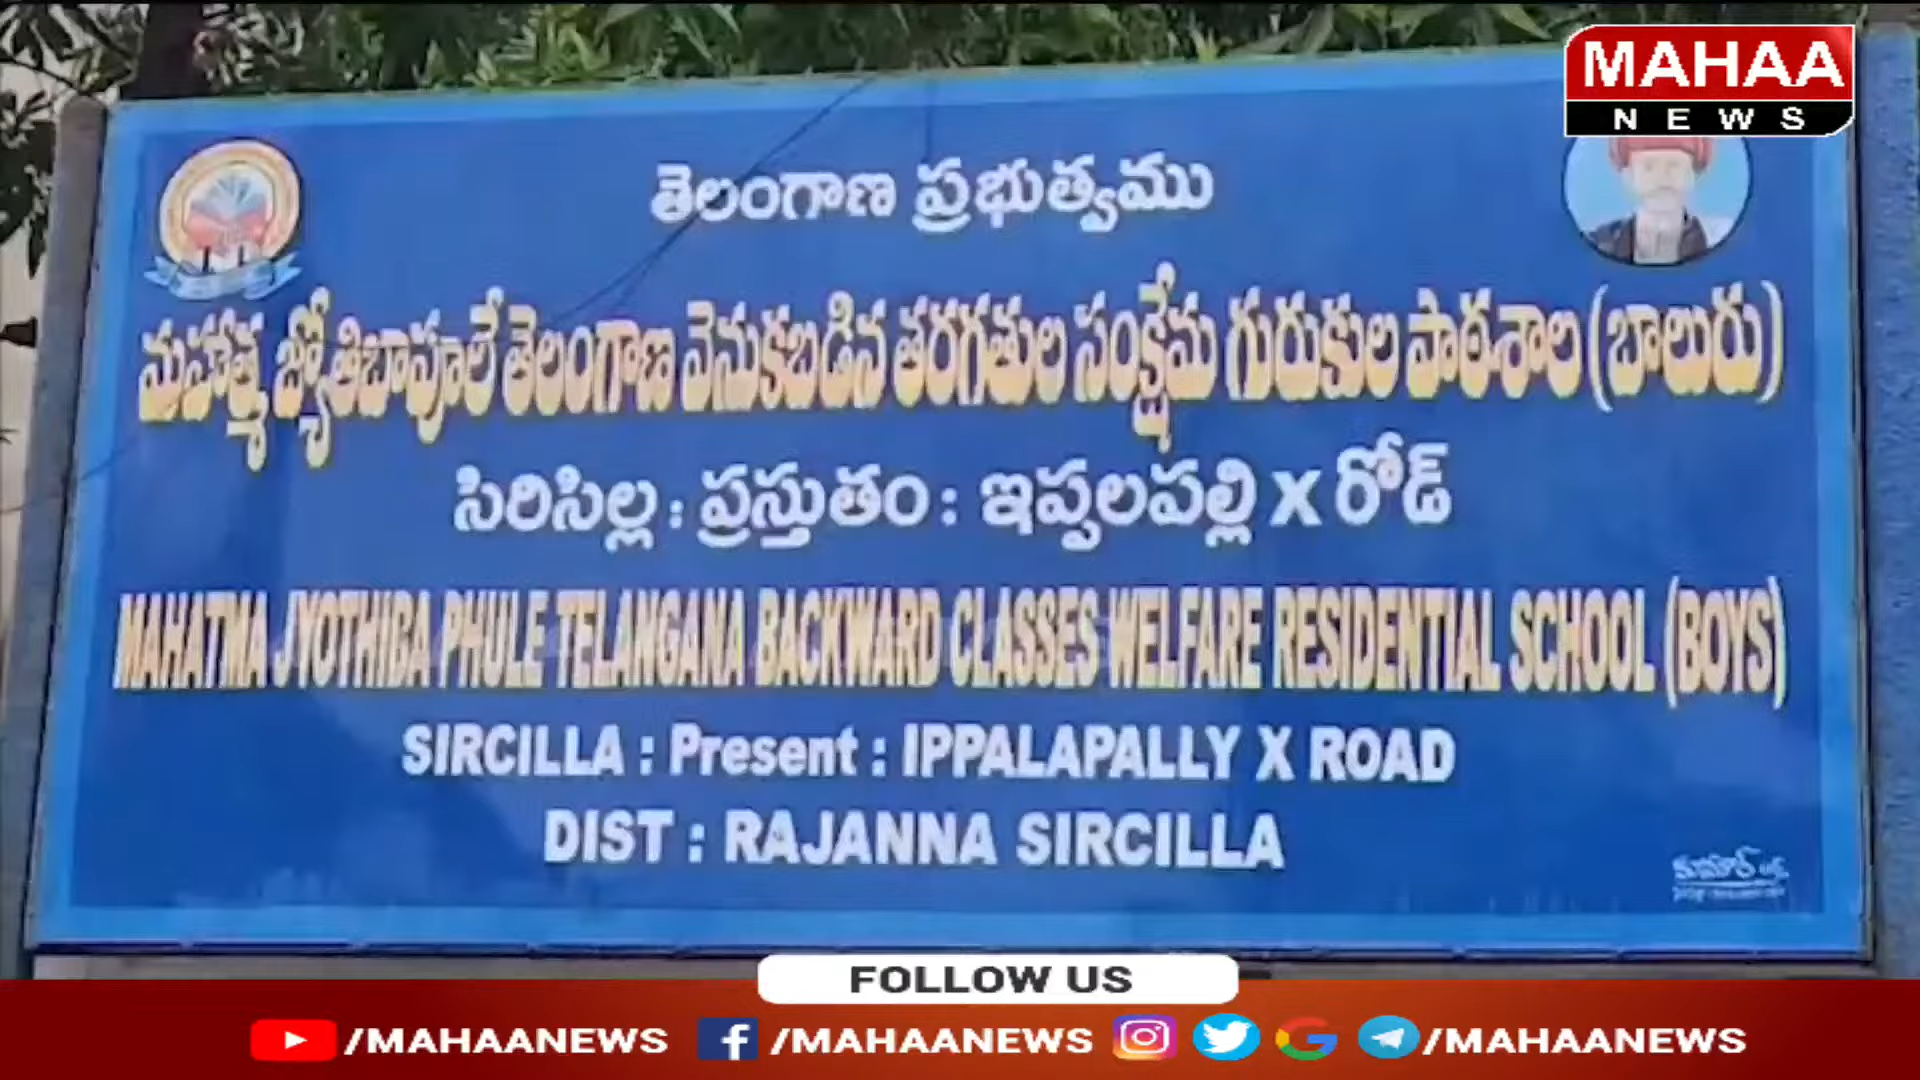 MAHAA
NEWS
తెలంగాణ ప్రభుత్వము
మహాత్మ జ్యోతిబాపూలే తెలంగాణ వెనుకబడిన తరగతుల సంక్షేమ గురుకుల పాఠశాల (బాలురు)
సిరిసిల్ల : ప్రస్తుతం : ఇప్పలపల్లి X రోడ్
MAHATMA JYOTHIBA PHULE TELANGANA BACKWARD CLASSES WELFARE RESIDENTIAL SCHOOL (BOYS)
SIRCILLA : Present : IPPALAPALLY X ROAD
DIST : RAJANNA SIRCILLA
FOLLOW US
/MAHAANEWS /MAHAANEWS /MAHAANEWS